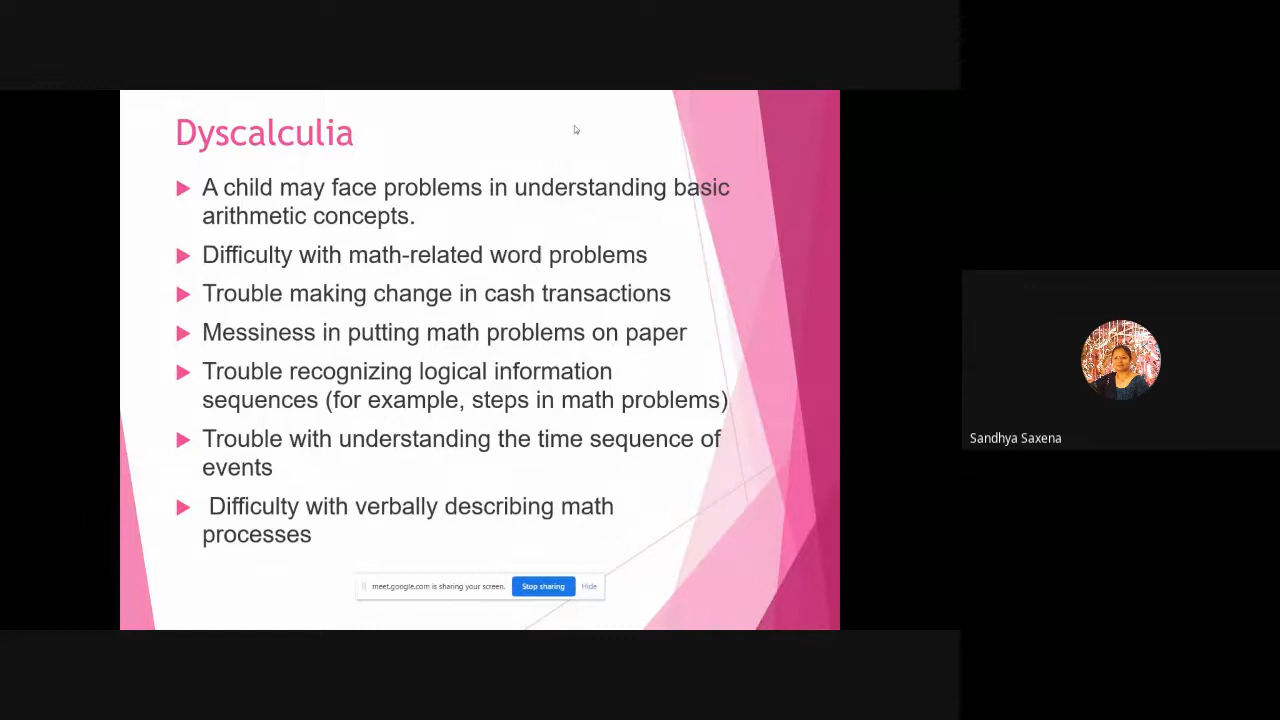 Dyscalculia
A child may face problems in understanding basic
arithmetic concepts.
Difficulty with math-related word problems
Trouble making change in cash transactions
Messiness in putting math problems on paper
Trouble recognizing logical information
sequences (for example, steps in math problems)
Trouble with understanding the time sequence of
events
Difficulty with verbally describing math
processes
meet.google.com is sharing your screen. Stop sharing Hide
Sandhya Saxena